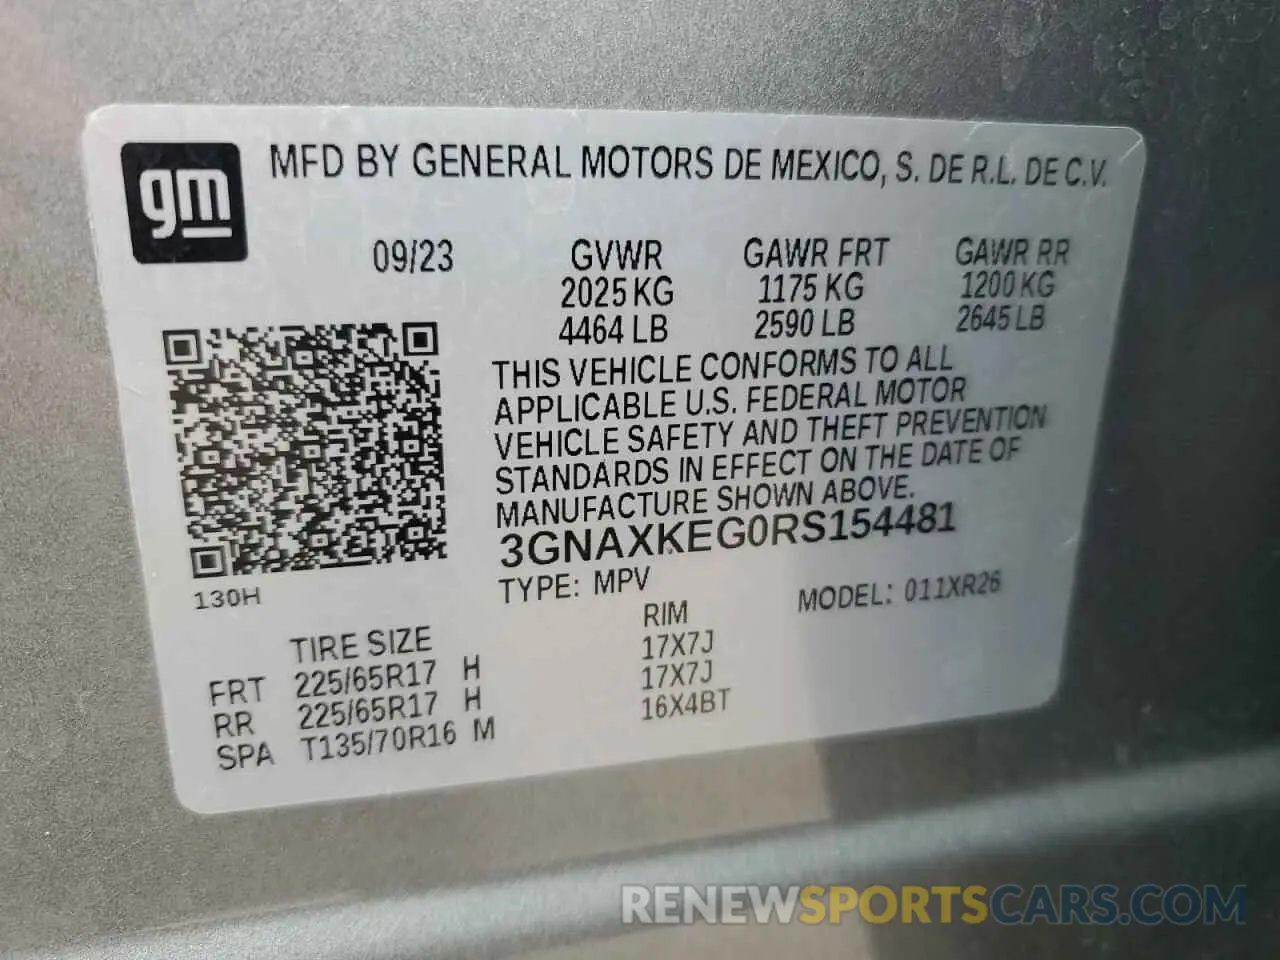 gm
MFD BY GENERAL MOTORS DE MEXICO, S. DE R.L. DE C.V.
09/23 GVWR GAWR FRT GAWR RR
2025 KG 1175 KG 1200 KG
4464 LB 2590 LB 2645 LB
THIS VEHICLE CONFORMS TO ALL
APPLICABLE U.S. FEDERAL MOTOR
VEHICLE SAFETY AND THEFT PREVENTION
STANDARDS IN EFFECT ON THE DATE OF
MANUFACTURE SHOWN ABOVE.
3GNAXKEG0RS154481
TYPE: MPV MODEL: 011XR26
130H
TIRE SIZE RIM
FRT 225/65R17 H 17X7J
RR 225/65R17 H 17X7J
SPA T135/70R16 M 16X4BT
RENEWSPORTSCARS.COM